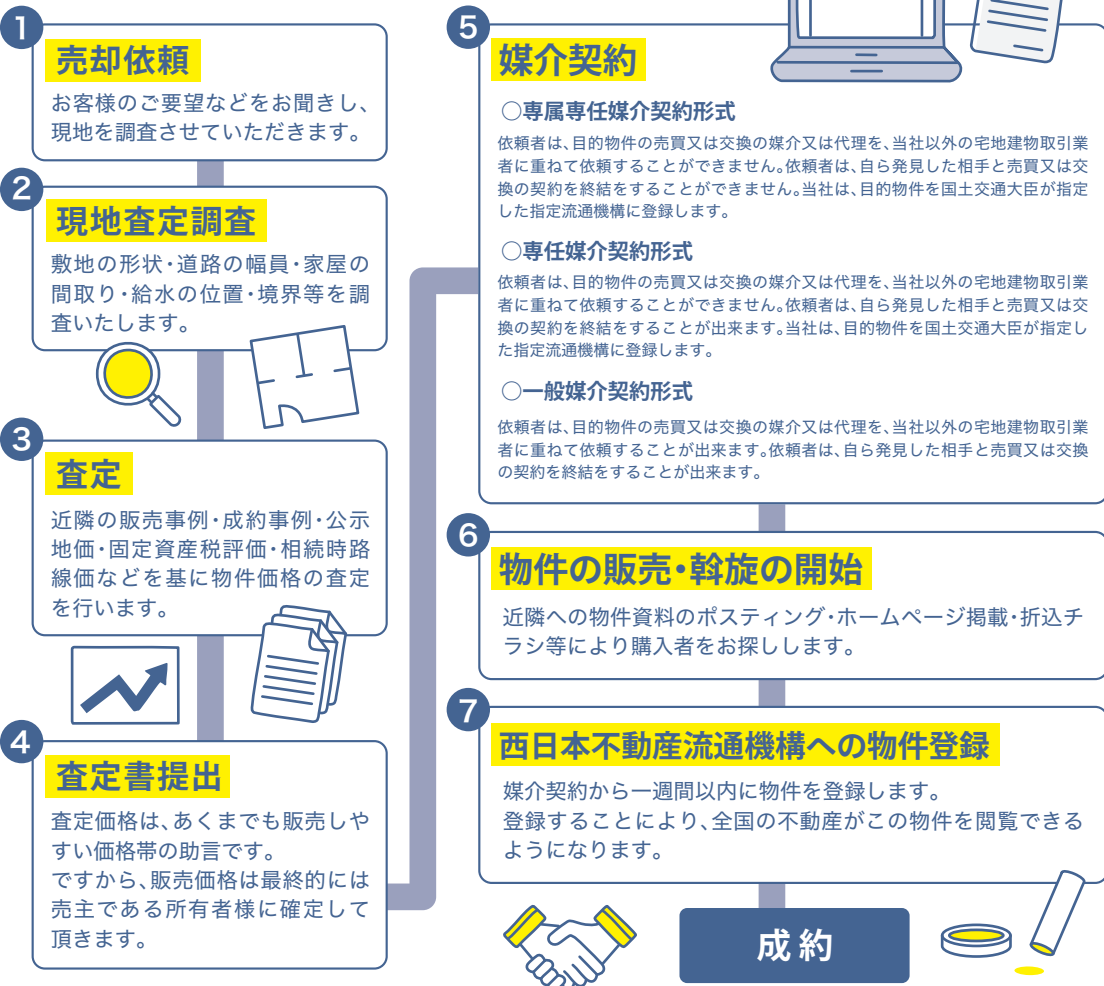 1
売却依頼
お客様のご要望などをお聞きし、
現地を調査させていただきます。
2
現地査定調査
敷地の形状・道路の幅員・家屋の
間取り・給水の位置・境界等を調
査いたします。
3
査定
近隣の販売事例・成約事例・公示
地価・固定資産税評価・相続時路
線価などを基に物件価格の査定
を行います。
4
査定書提出
査定価格は、あくまでも販売しや
すい価格帯の助言です。
ですから、販売価格は最終的には
売主である所有者様に確定して
頂きます。
5
媒介契約
○専属専任媒介契約形式
依頼者は、目的物件の売買又は交換の媒介又は代理を、当社以外の宅地建物取引業
者に重ねて依頼することができません。依頼者は、自ら発見した相手と売買又は交
換の契約を終結をすることができません。当社は、目的物件を国土交通大臣が指定
した指定流通機構に登録します。
○専任媒介契約形式
依頼者は、目的物件の売買又は交換の媒介又は代理を、当社以外の宅地建物取引業
者に重ねて依頼することができません。依頼者は、自ら発見した相手と売買又は交
換の契約を終結をすることが出来ます。当社は、目的物件を国土交通大臣が指定し
た指定流通機構に登録します。
○一般媒介契約形式
依頼者は、目的物件の売買又は交換の媒介又は代理を、当社以外の宅地建物取引業
者に重ねて依頼することが出来ます。依頼者は、自ら発見した相手と売買又は交換
の契約を終結をすることが出来ます。
6
物件の販売・斡旋の開始
近隣への物件資料のポスティング・ホームページ掲載・折込チ
ラシ等により購入者をお探しします。
7
西日本不動産流通機構への物件登録
媒介契約から一週間以内に物件を登録します。
登録することにより、全国の不動産がこの物件を閲覧できる
ようになります。
成約